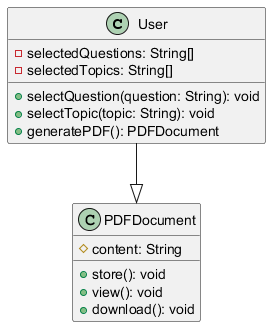 C User
selectedQuestions: String[]
selectedTopics: String[]
selectQuestion(question: String): void
selectTopic(topic: String): void
generatePDF(): PDFDocument
C PDFDocument
content: String
store(): void
view(): void
download(): void